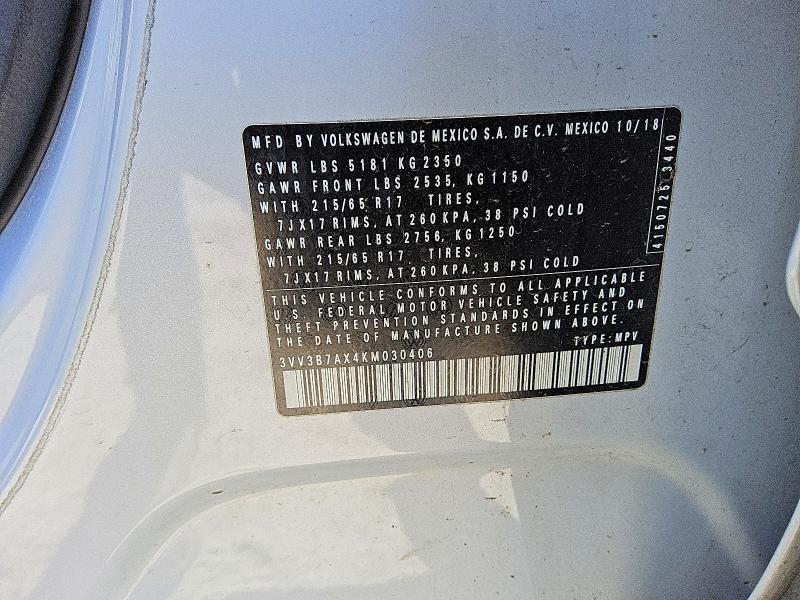 MFD BY VOLKSWAGEN DE MEXICO S.A. DE C.V. MEXICO 10/18
GVWR LBS 5181 KG 2350
GAWR FRONT LBS 2535, KG 1150
WITH 215/65 R17 TIRES,
7JX17 RIMS, AT 260 KPA, 38 PSI COLD
GAWR REAR LBS 2756, KG 1250
WITH 215/65 R17, TIRES,
7JX17 RIMS, AT 260 KPA, 38 PSI COLD
THIS VEHICLE CONFORMS TO ALL APPLICABLE
U.S. FEDERAL MOTOR VEHICLE SAFETY AND
THEFT PREVENTION STANDARDS IN EFFECT ON
THE DATE OF MANUFACTURE SHOWN ABOVE.
TYPE: MPV
3VV3B7AX4KM030406
4150725 3440